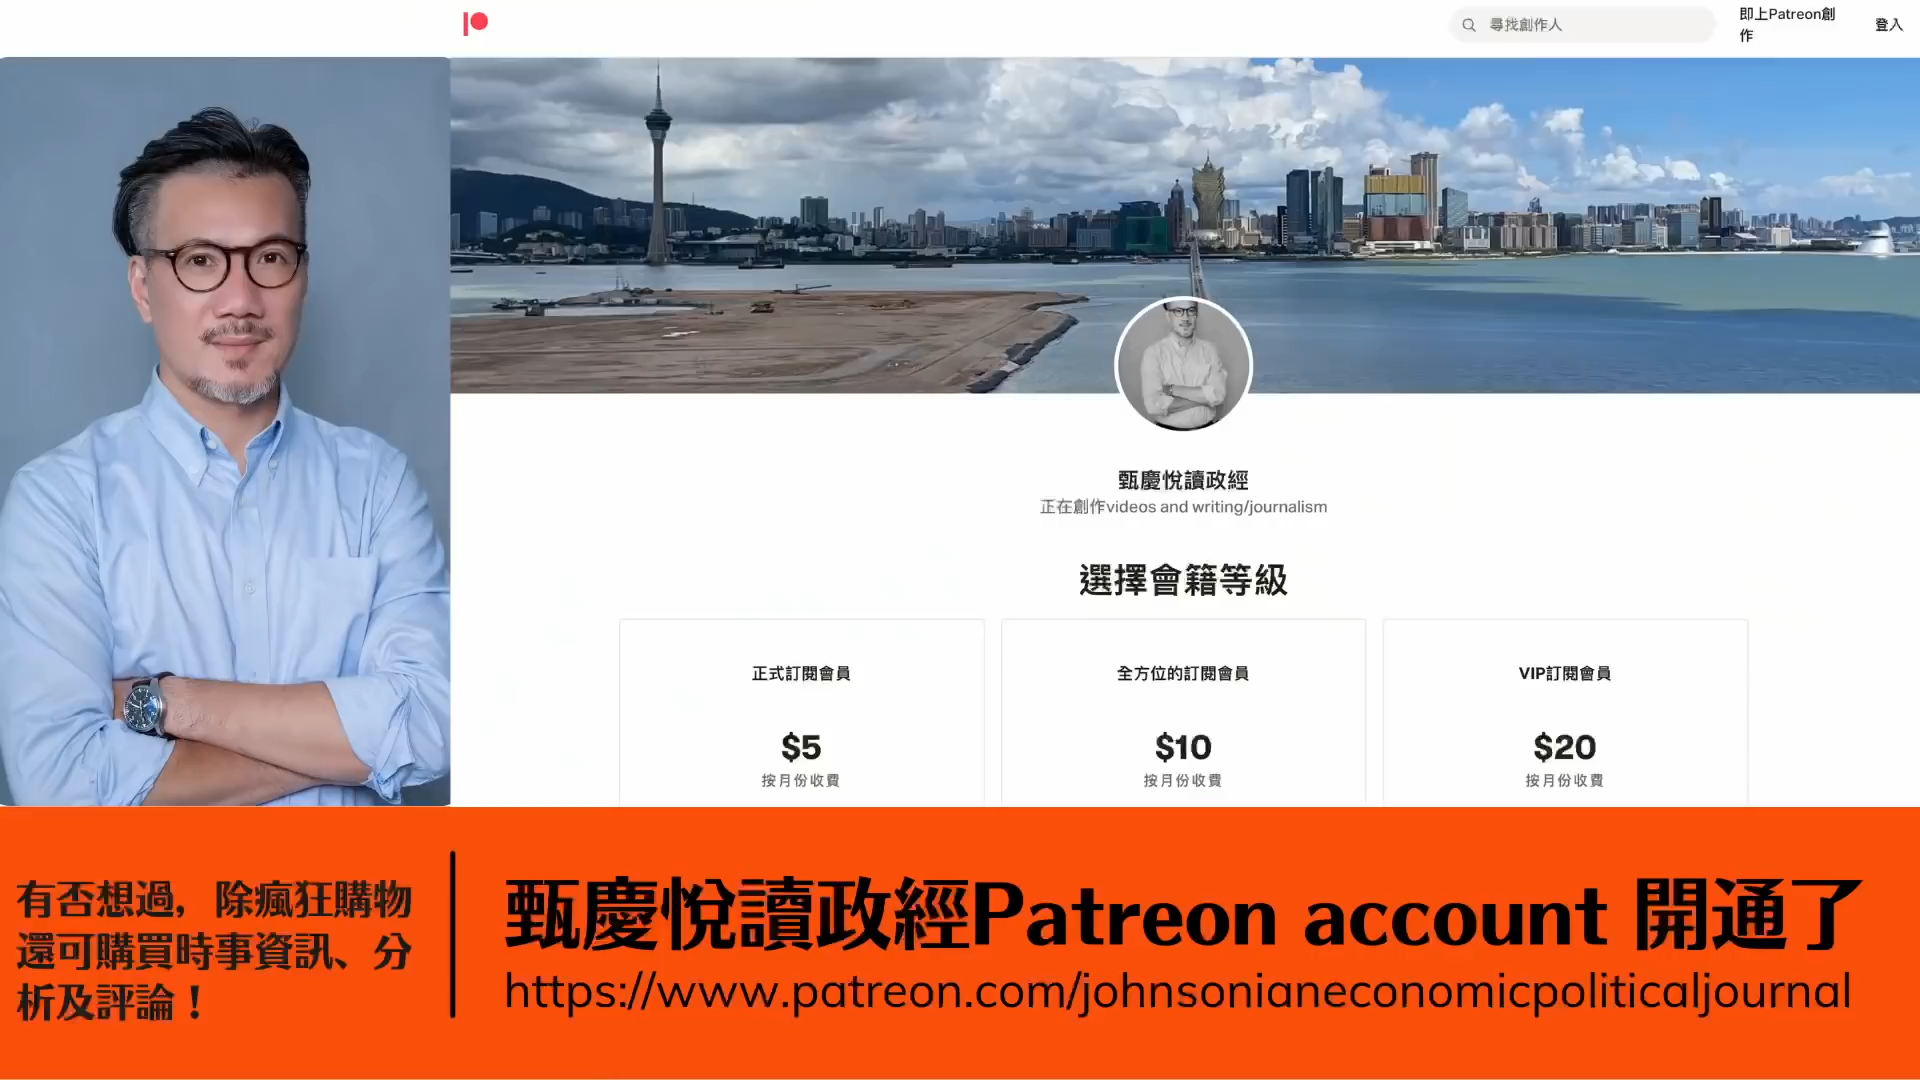 尋找創作人
即上Patreon創
作
登入
甄慶悅讀政經
正在創作videos and writing/journalism
選擇會籍等級
正式訂閱會員
$5
按月份收費
全方位的訂閱會員
$10
按月份收費
VIP訂閱會員
$20
按月份收費
有否想過，除瘋狂購物
還可購買時事資訊、分
析及評論！
甄慶悅讀政經Patreon account 開通了
https://www.patreon.com/johnsonianeconomicpoliticaljournal